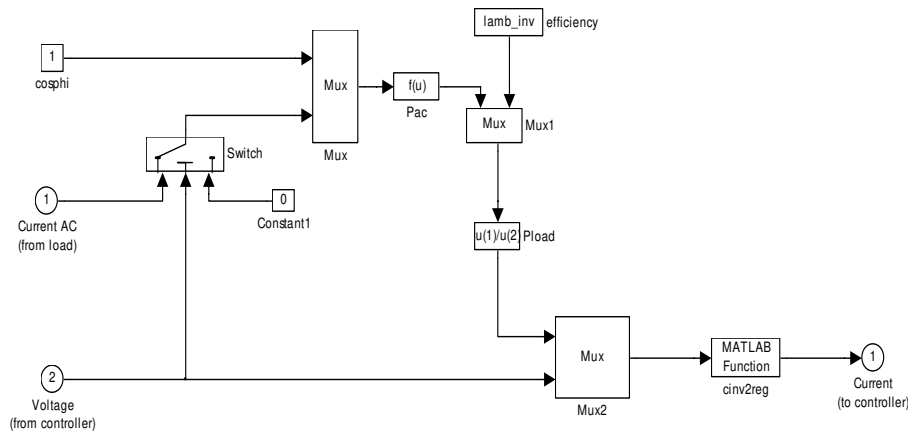 lamb_inv efficiency
1
cosphi
Mux
Mux
f(u)
Pac
Mux
Mux1
Switch
1
Current AC
(from load)
0
Constant1
u(1)/u(2) Pload
2
Voltage
(from controller)
Mux
Mux2
MATLAB
Function
cinv2reg
1
Current
(to controller)